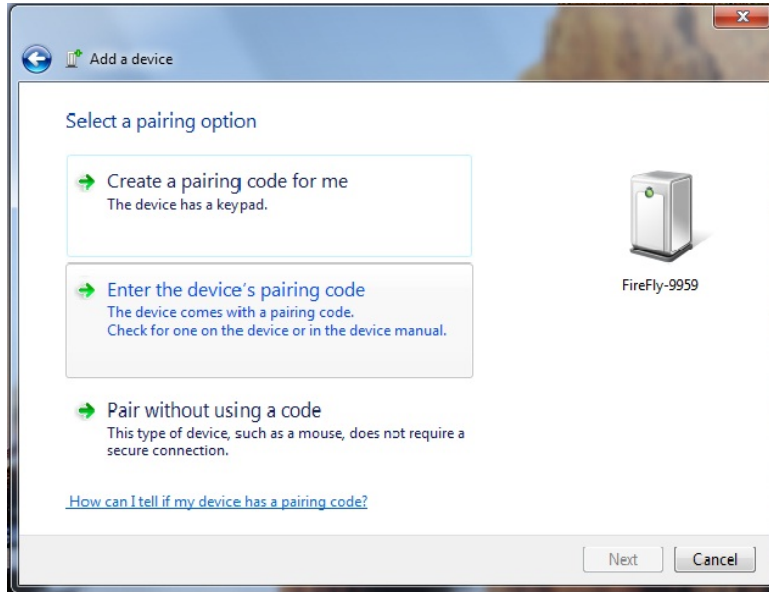 Add a device
Select a pairing option
Create a pairing code for me
The device has a keypad.
Enter the device's pairing code
The device comes with a pairing code.
Check for one on the device or in the device manual.
FireFly-9959
Pair without using a code
This type of device, such as a mouse, does not require a
secure connection.
How can I tell if my device has a pairing code?
Next
Cancel